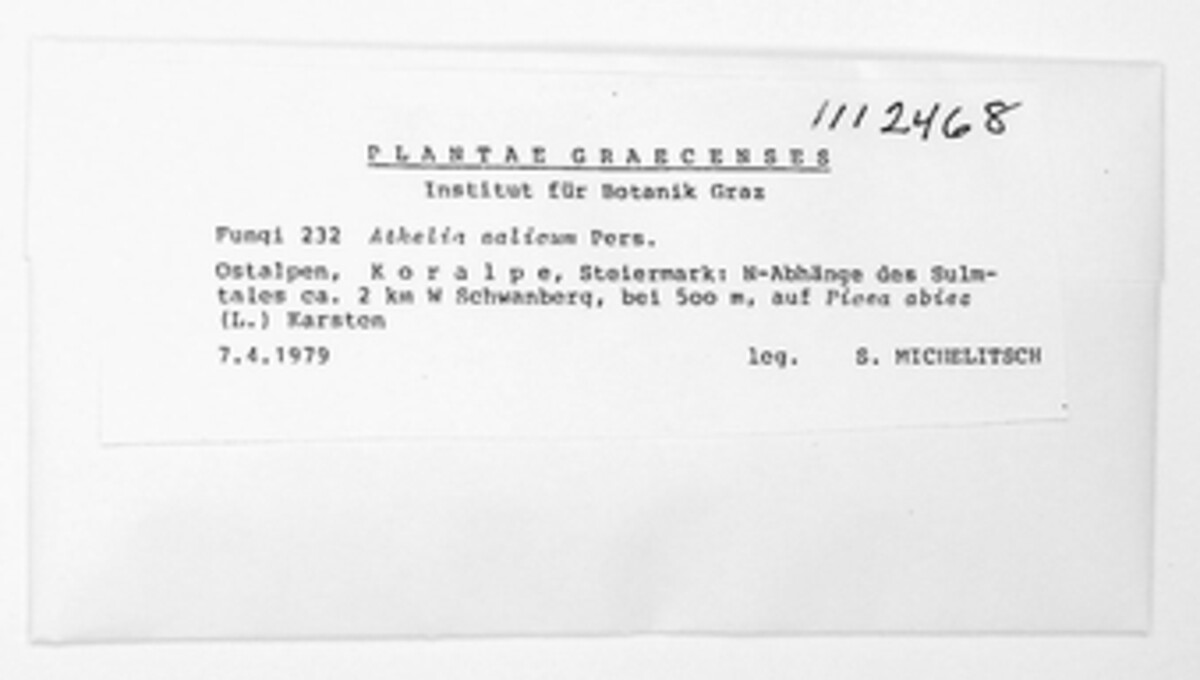 1112468
PLANTAE GRAECENSES
Institut für Botanik Graz
Fungi 232 Athelia salicum Pers.
Ostalpen, Koralpe, Steiermark: N-Abhänge des Sulm-
tales ca. 2 km W Schwanberg, bei 500 m, auf Picea abies
(L.) Karsten
7.4.1979 leg. S. MICHELITSCH